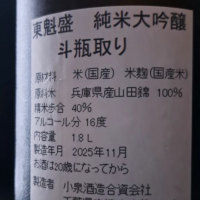 東魁盛　純米大吟醸
斗瓶取り
原材料　米(国産)　米麹(国産米)
原料米　兵庫県産山田錦　100%
精米歩合　40%
アルコール分 16度
内容量　1.8L
製造年月　2025年11月
お酒は20歳になってから
製造者　小泉酒造合資会社